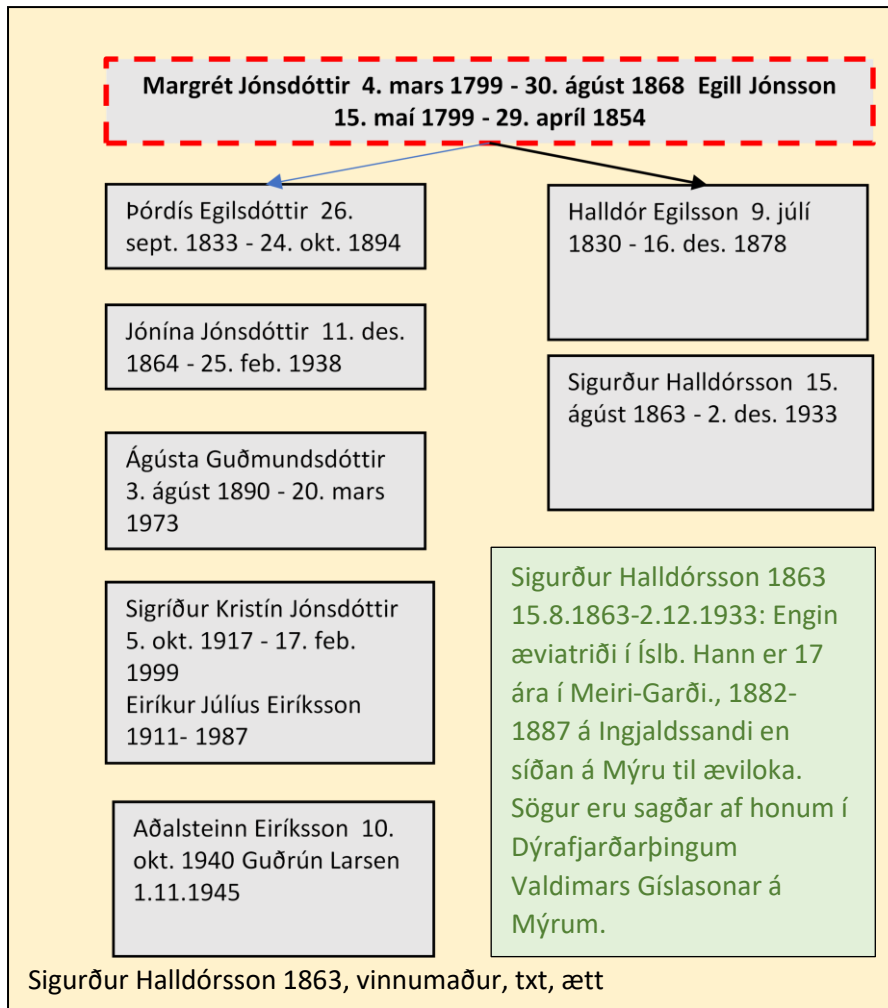 Margrét Jónsdóttir 4. mars 1799 - 30. ágúst 1868 Egill Jónsson
15. maí 1799 - 29. apríl 1854
Þórdís Egilsdóttir 26.
sept. 1833 - 24. okt. 1894
Halldór Egilsson 9. júlí
1830 - 16. des. 1878
Jónína Jónsdóttir 11. des.
1864 - 25. feb. 1938
Sigurður Halldórsson 15.
ágúst 1863 - 2. des. 1933
Ágústa Guðmundsdóttir
3. ágúst 1890 - 20. mars
1973
Sigríður Kristín Jónsdóttir
5. okt. 1917 - 17. feb.
1999
Eiríkur Júlíus Eiríksson
1911- 1987
Aðalsteinn Eiríksson 10.
okt. 1940 Guðrún Larsen
1.11.1945
Sigurður Halldórsson 1863
15.8.1863-2.12.1933: Engin
æviatriði í Íslb. Hann er 17
ára í Meiri-Garði., 1882-
1887 á Ingjaldssandi en
síðan á Mýru til æviloka.
Sögur eru sagðar af honum í
Dýrafjarðarþingum
Valdimars Gíslasonar á
Mýrum.
Sigurður Halldórsson 1863, vinnumaður, txt, ætt